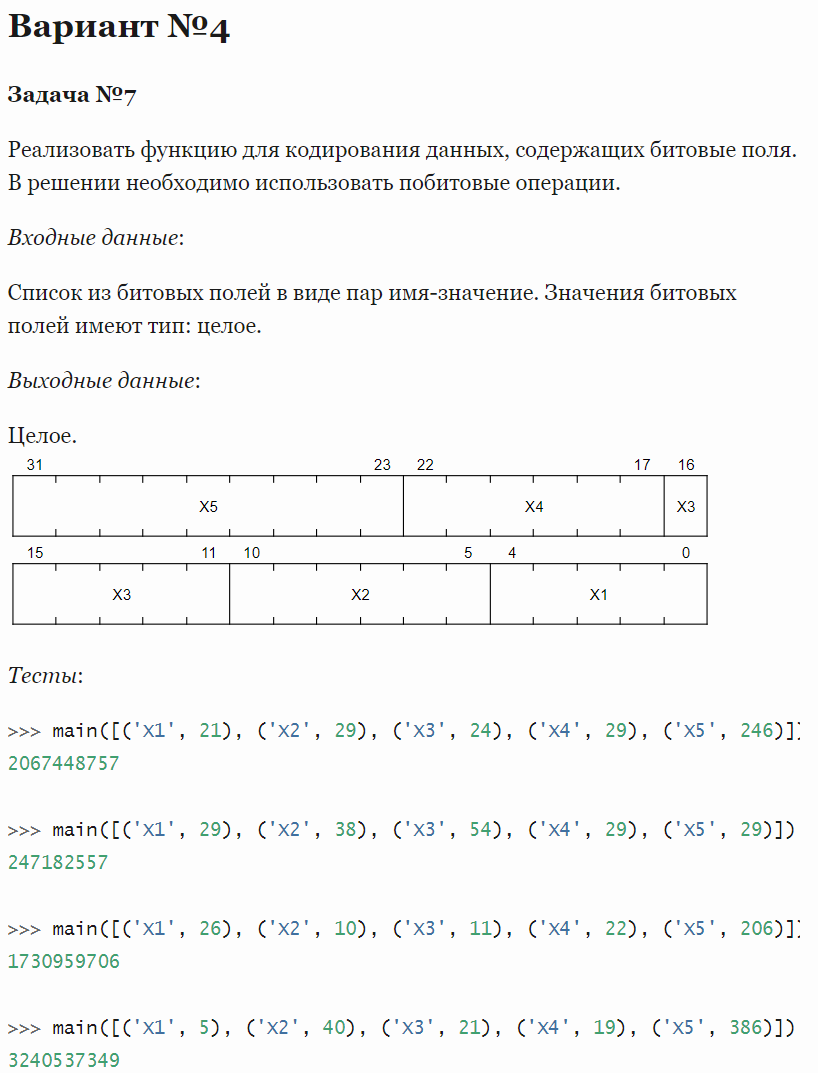 Вариант №4
Задача №7
Реализовать функцию для кодирования данных, содержащих битовые поля.
В решении необходимо использовать побитовые операции.
Входные данные:
Список из битовых полей в виде пар имя-значение. Значения битовых
полей имеют тип: целое.
Выходные данные:
Целое.
31 23 22 17 16
X5 X4 X3
15 11 10 5 4 0
X3 X2 X1
Тесты:
>>> main([('X1', 21), ('X2', 29), ('X3', 24), ('X4', 29), ('X5', 246)])
2067448757
>>> main([('X1', 29), ('X2', 38), ('X3', 54), ('X4', 29), ('X5', 29)])
247182557
>>> main([('X1', 26), ('X2', 10), ('X3', 11), ('X4', 22), ('X5', 206)])
1730959706
>>> main([('X1', 5), ('X2', 40), ('X3', 21), ('X4', 19), ('X5', 386)])
3240537349